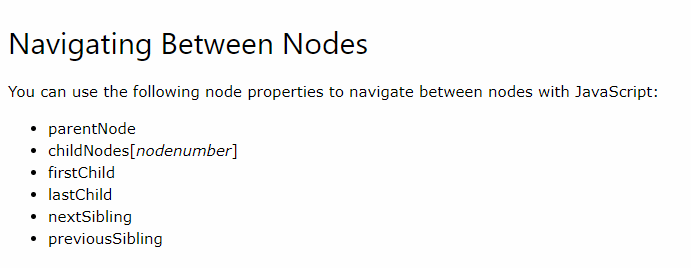 Navigating Between Nodes
You can use the following node properties to navigate between nodes with JavaScript:
• parentNode
• childNodes[nodenumber]
• firstChild
• lastChild
• nextSibling
• previousSibling